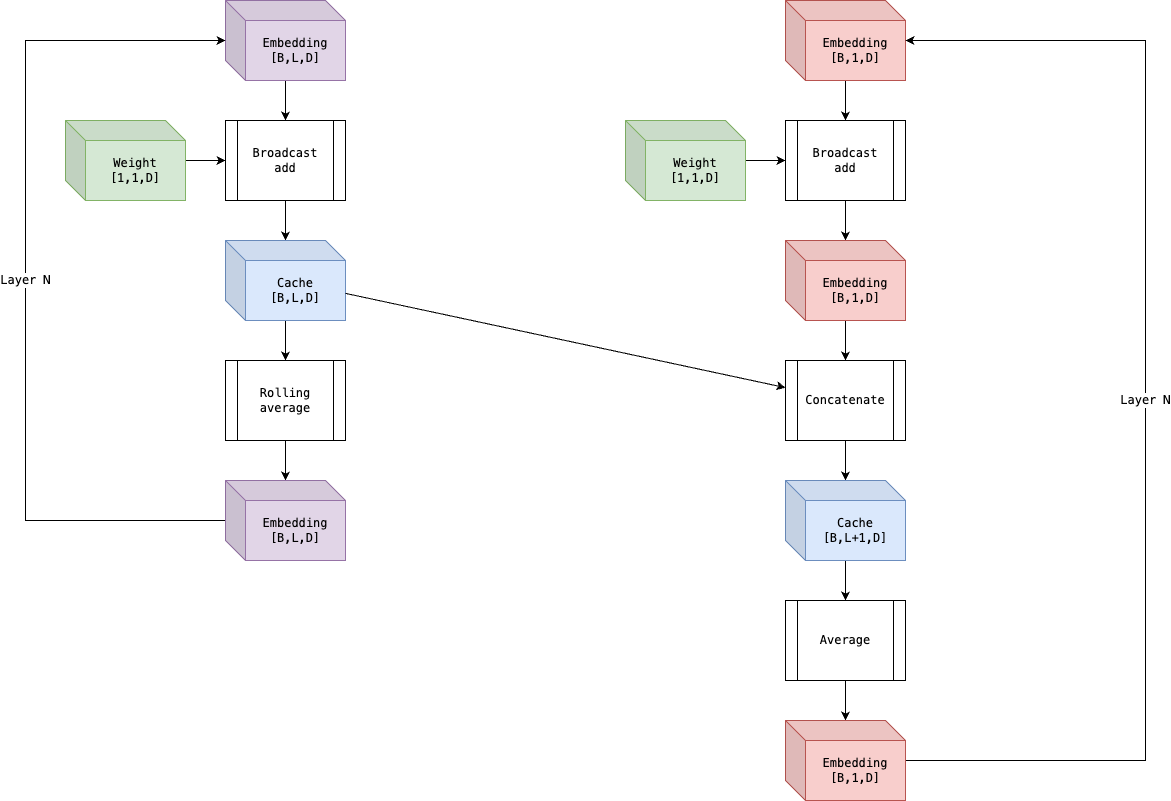 Embedding
[B,L,D]
Weight
[1,1,D]
Broadcast
add
Cache
[B,L,D]
Layer N
Rolling
average
Embedding
[B,L,D]
Embedding
[B,1,D]
Weight
[1,1,D]
Broadcast
add
Embedding
[B,1,D]
Concatenate
Layer N
Cache
[B,L+1,D]
Average
Embedding
[B,1,D]